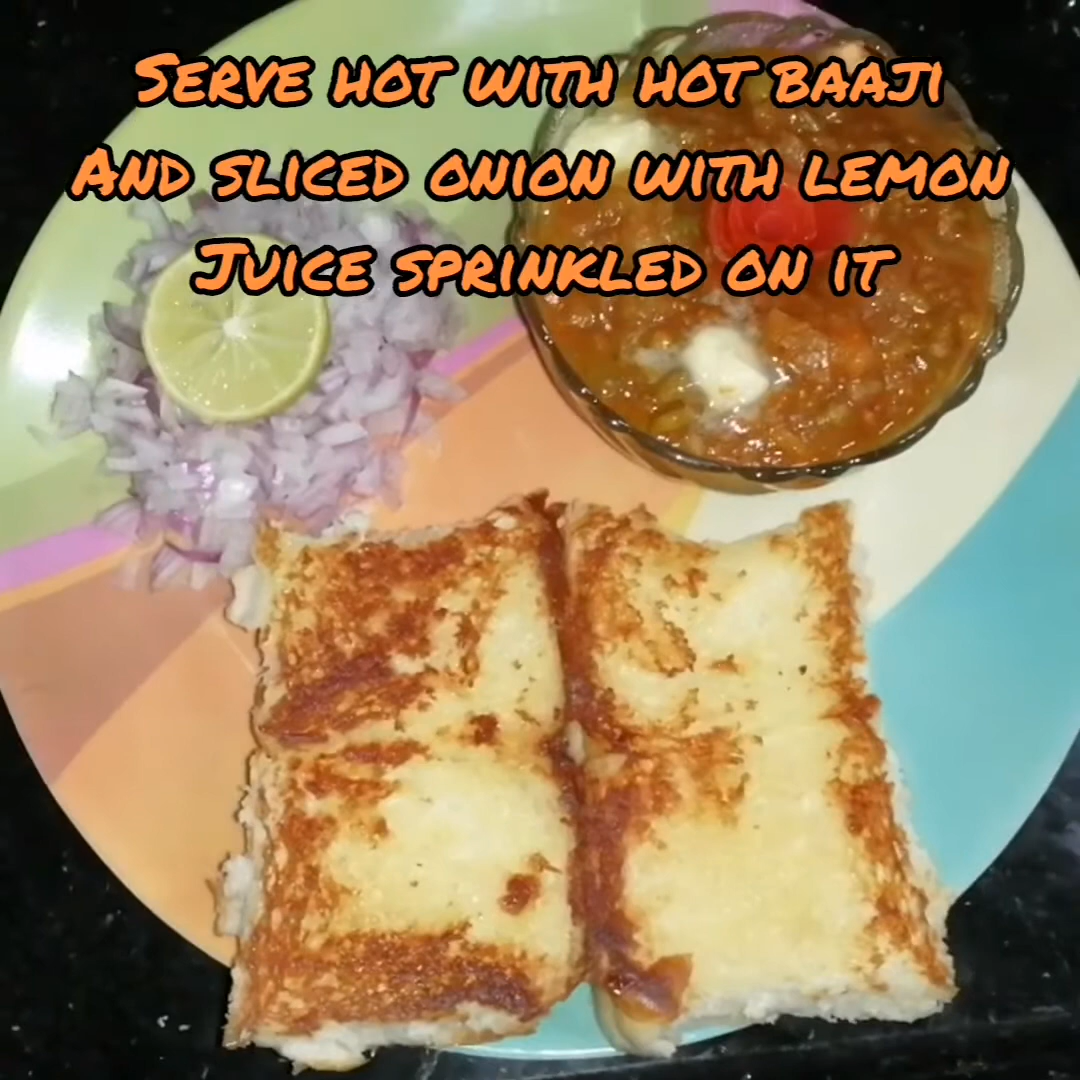 Serve hot with hot baaji
And sliced onion with lemon
Juice sprinkled on it